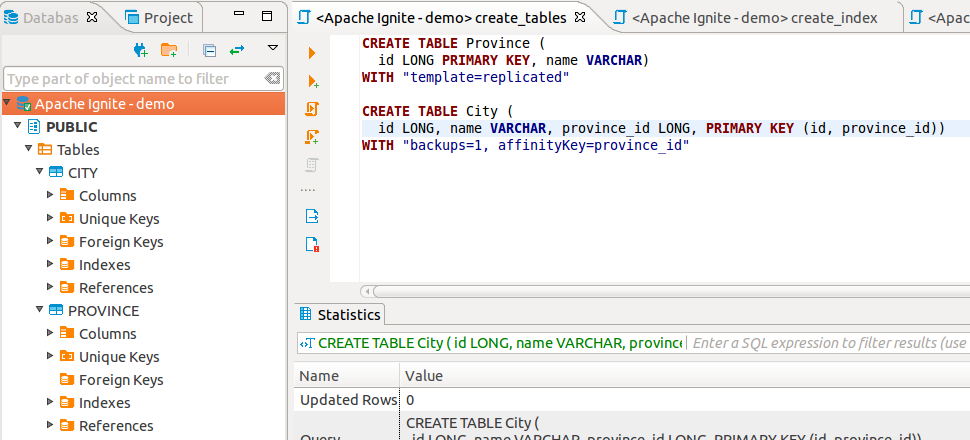 Databas
Project
Type part of object name to filter
Apache Ignite - demo
PUBLIC
Tables
CITY
Columns
Unique Keys
Foreign Keys
Indexes
References
PROVINCE
Columns
Unique Keys
Foreign Keys
Indexes
References
<Apache Ignite - demo> create_tables
<Apache Ignite - demo> create_index
<Apac
CREATE TABLE Province (
id LONG PRIMARY KEY, name VARCHAR)
WITH "template=replicated"
CREATE TABLE City (
id LONG, name VARCHAR, province_id LONG, PRIMARY KEY (id, province_id))
WITH "backups=1, affinityKey=province_id"
Statistics
CREATE TABLE City ( id LONG, name VARCHAR, province
Enter a SQL expression to filter results (use
Name Value
Updated Rows 0
Query CREATE TABLE City (
id LONG, name VARCHAR, province_id LONG, PRIMARY KEY (id, province_id))